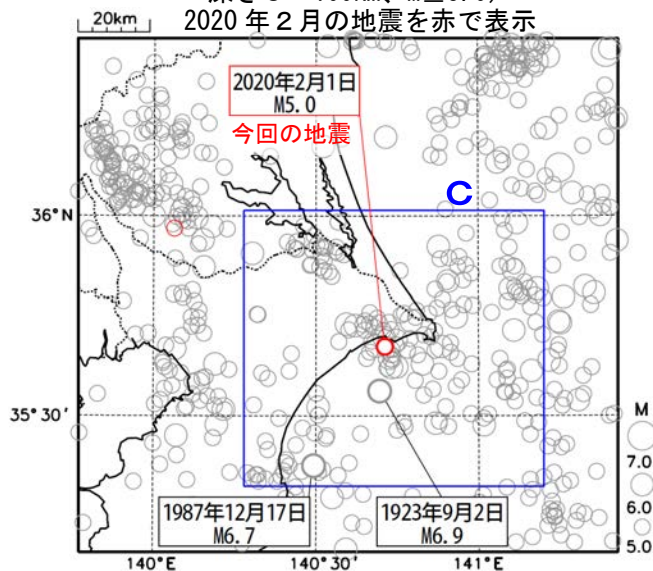 2020年2月の地震を赤で表示
20km
2020年2月1日
M5.0
今回の地震
C
36°N
35°30′
M
7.0
6.0
5.0
1987年12月17日
M6.7
1923年9月2日
M6.9
140°E
140°30′
141°E